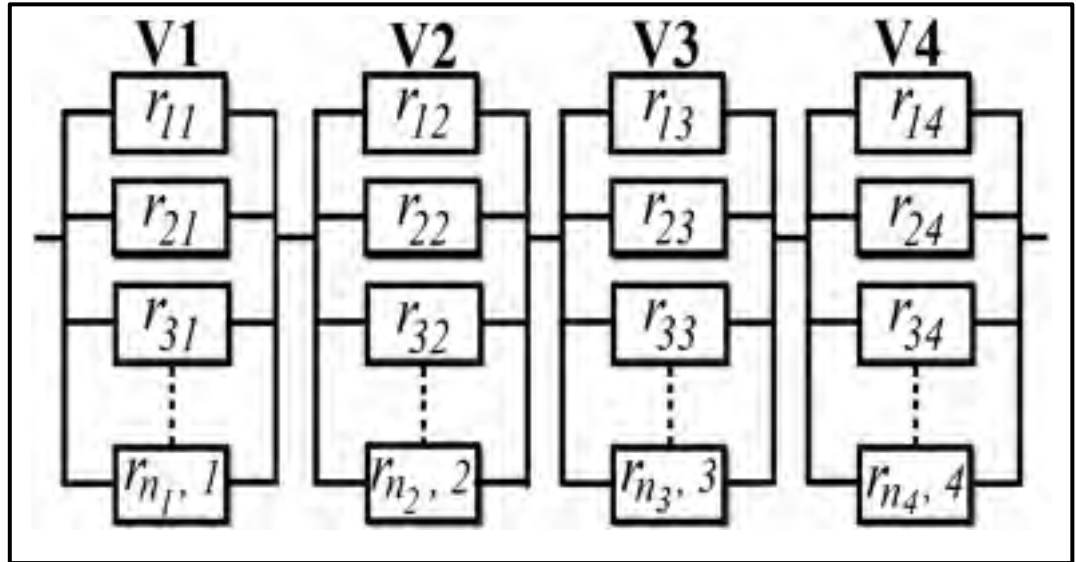 V1 V2 V3 V4
r11 r12 r13 r14
r21 r22 r23 r24
r31 r32 r33 r34
rn1, 1 rn2, 2 rn3, 3 rn4, 4